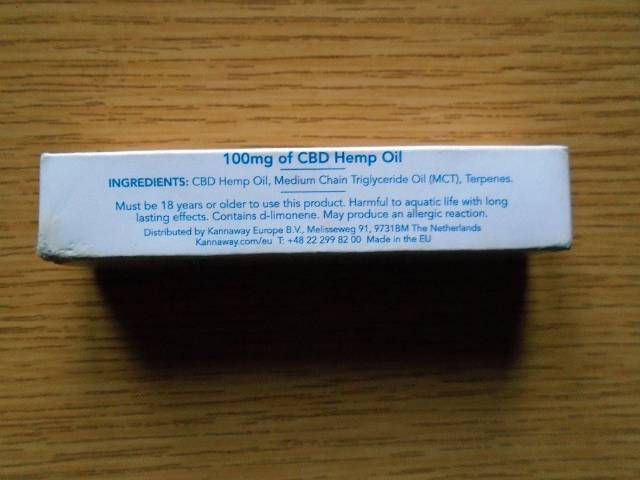 100mg of CBD Hemp Oil
INGREDIENTS: CBD Hemp Oil, Medium Chain Triglyceride Oil (MCT), Terpenes.
Must be 18 years or older to use this product. Harmful to aquatic life with long
lasting effects. Contains d-limonene. May produce an allergic reaction.
Distributed by Kannaway Europe B.V., Melisseweg 91, 9731BM The Netherlands
Kannaway.com/eu T: +48 22 299 82 00 Made in the EU